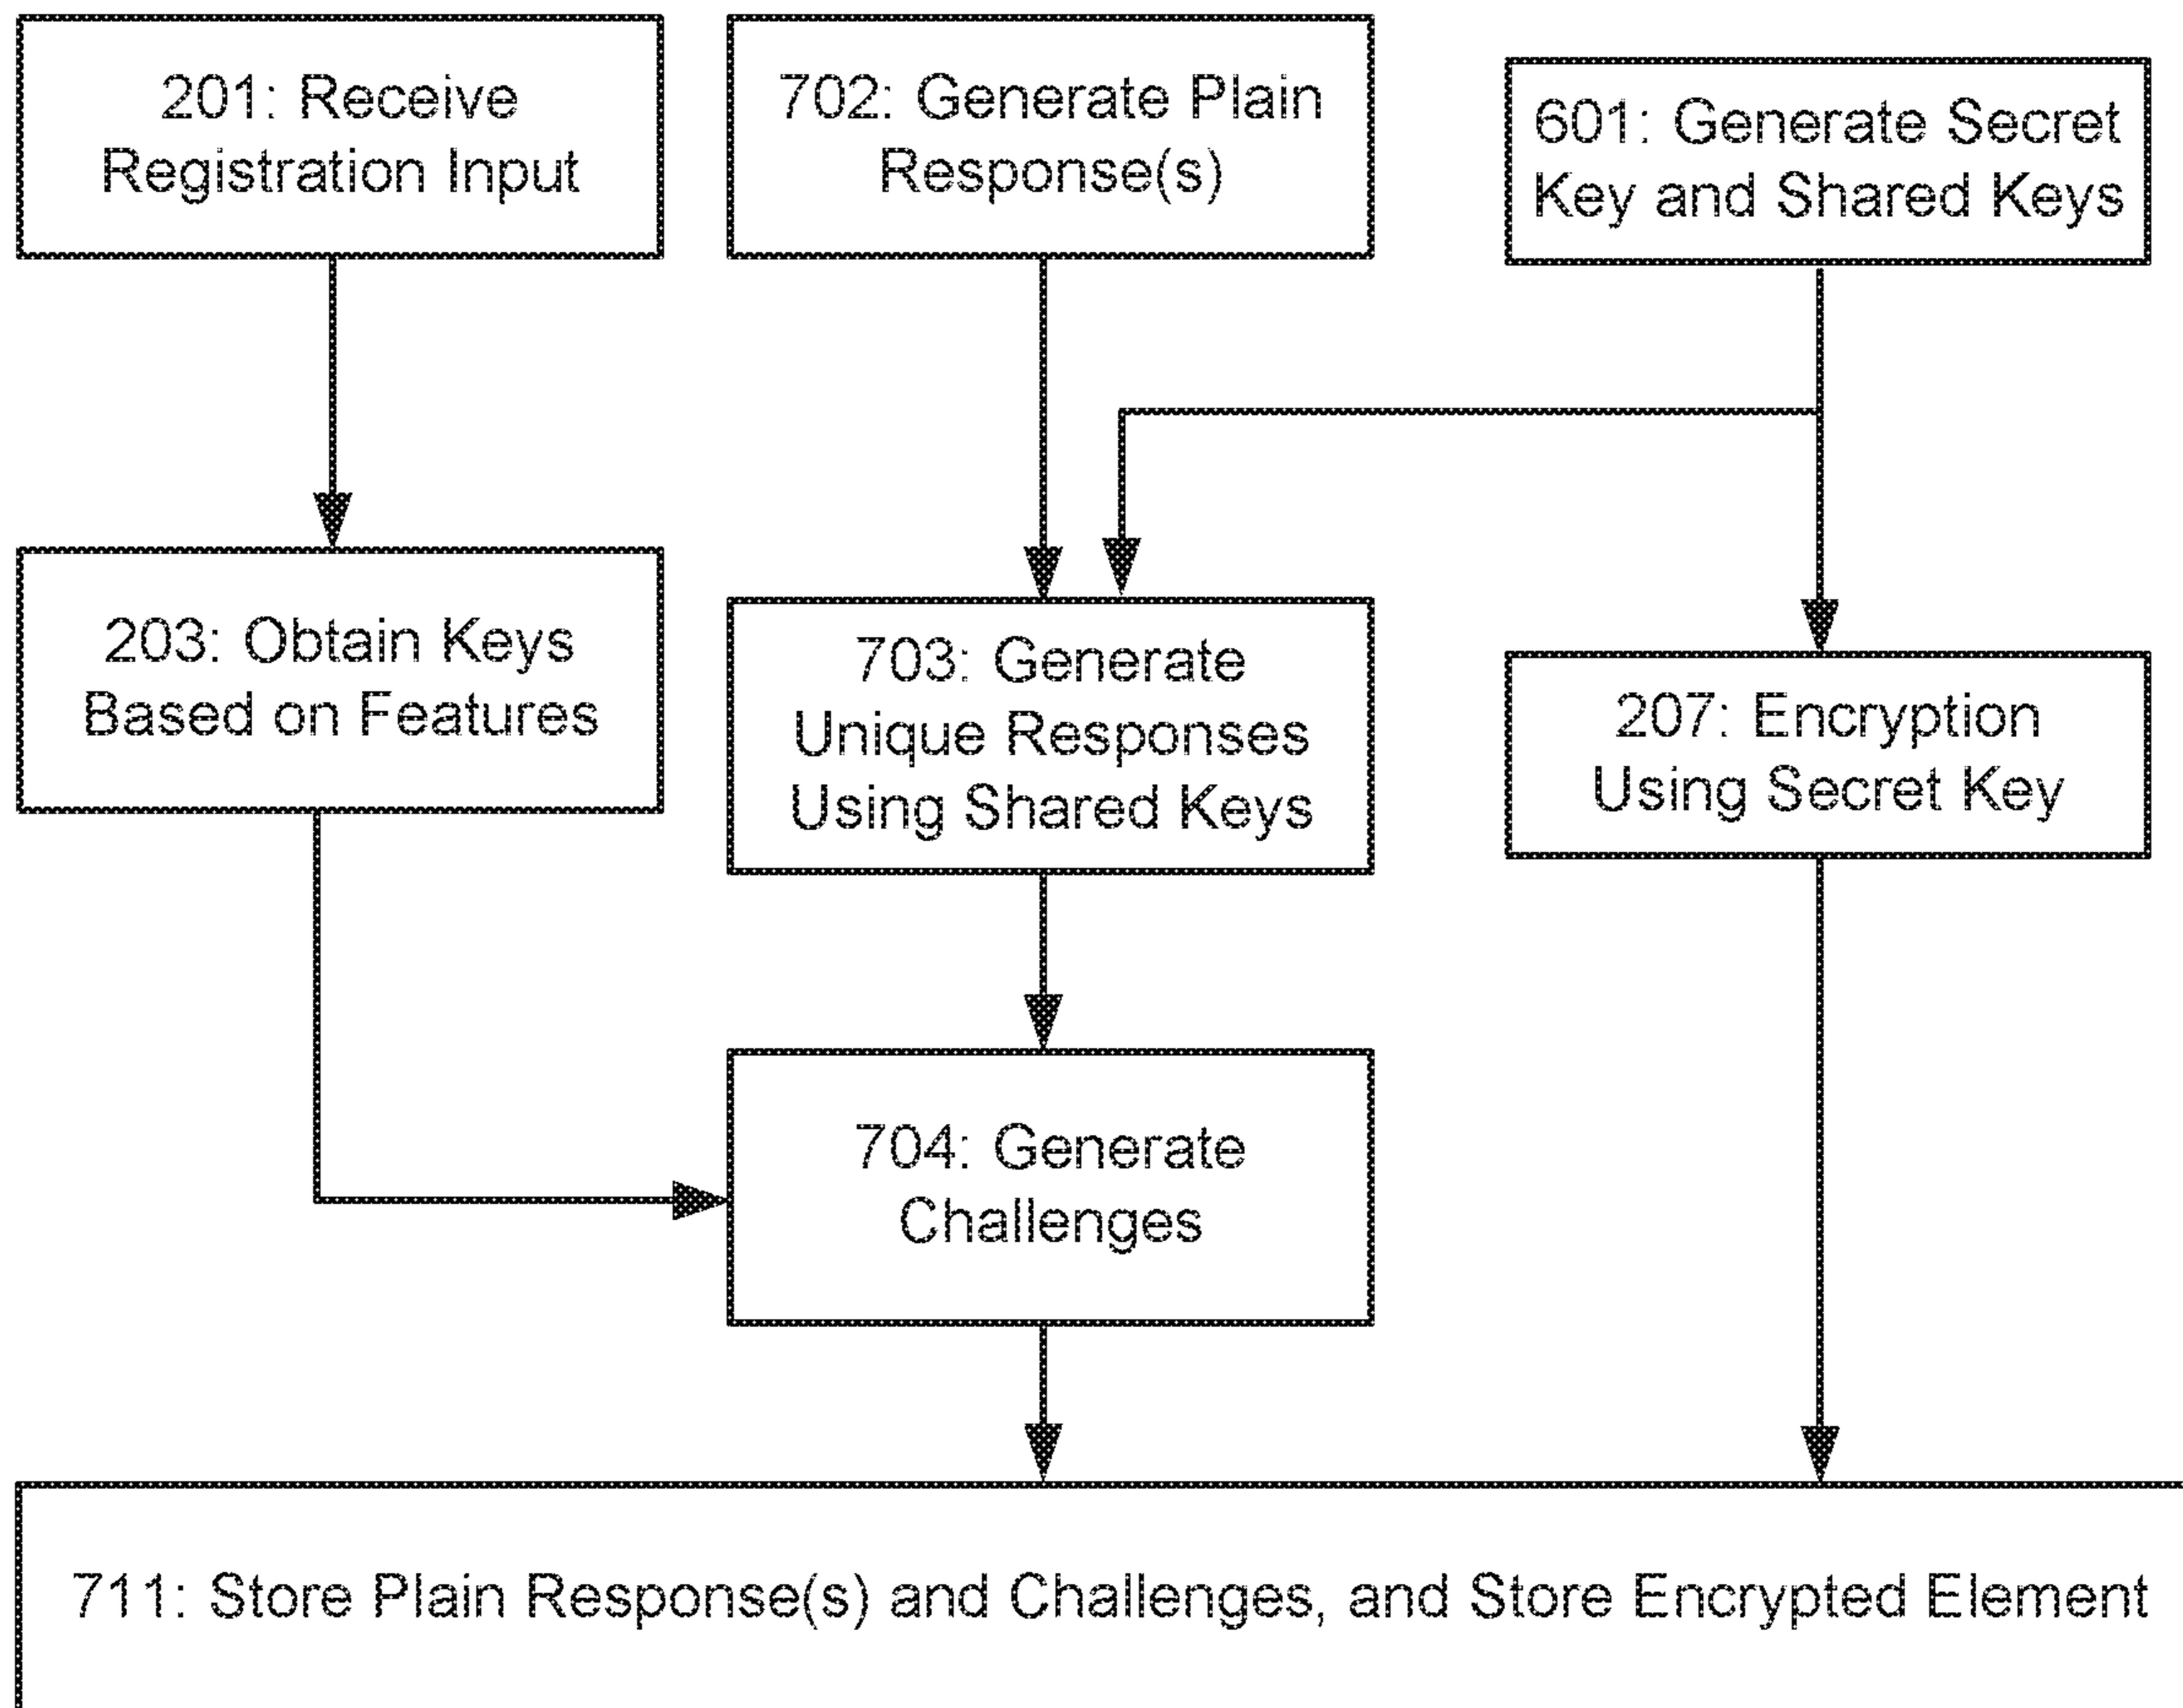 201: Receive
Registration Input
702: Generate Plain
Response(s)
601: Generate Secret
Key and Shared Keys
203: Obtain Keys
Based on Features
703: Generate
Unique Responses
Using Shared Keys
207: Encryption
Using Secret Key
704: Generate
Challenges
711: Store Plain Response(s) and Challenges, and Store Encrypted Element